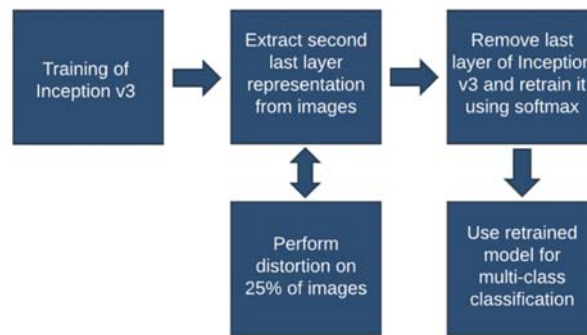 Training of
Inception v3
Extract second
last layer
representation
from images
Remove last
layer of Inception
v3 and retrain it
using softmax
Perform
distortion on
25% of images
Use retrained
model for
multi-class
classification